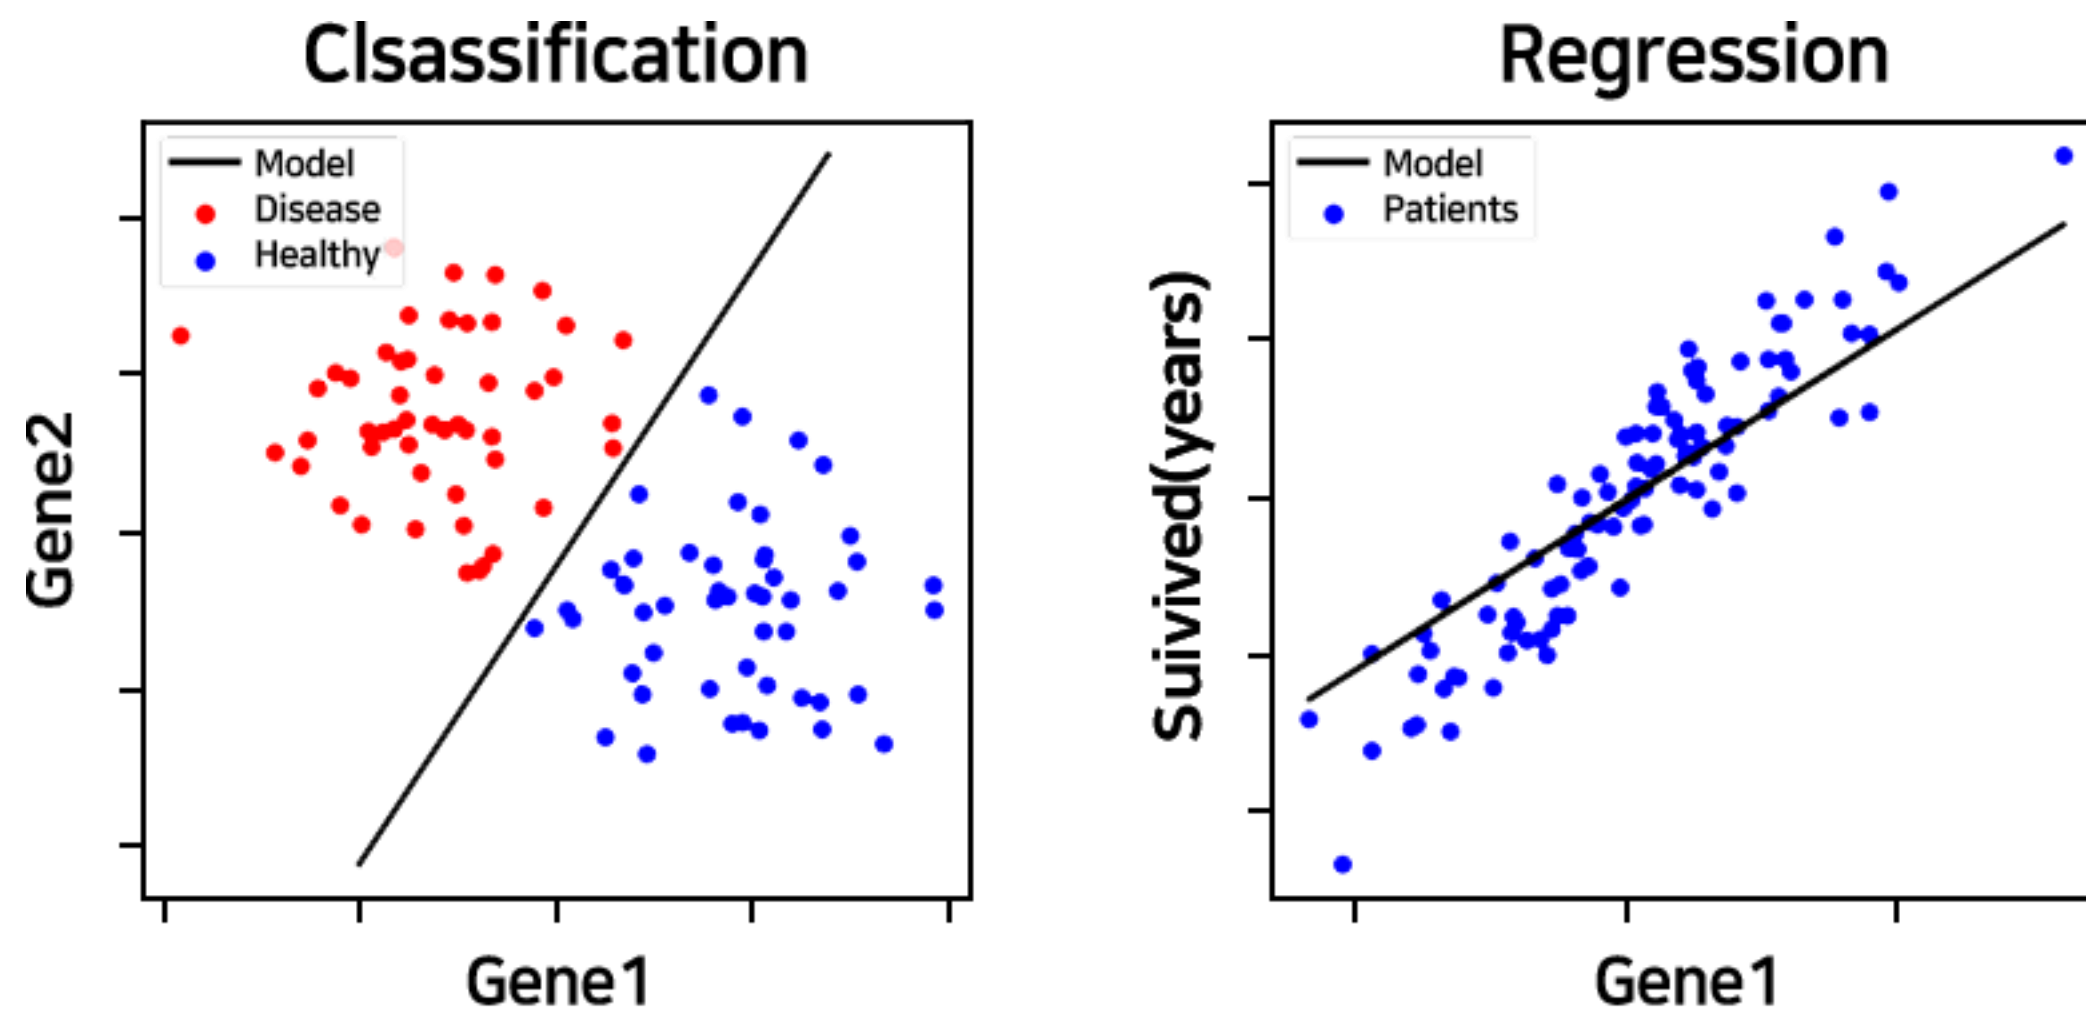 Clsassification
Model
Disease
Healthy
Gene2
Gene1
Regression
Model
Patients
Suivived(years)
Gene1